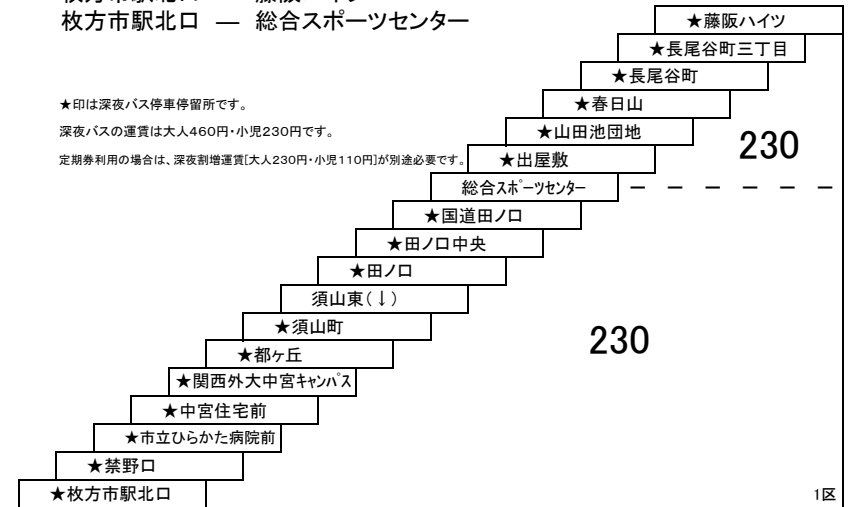 枚方市駅北口 ― 総合スポーツセンター
★藤阪ハイツ
★長尾谷町三丁目
★長尾谷町
★印は深夜バス停車停留所です。
★春日山
深夜バスの運賃は大人460円・小児230円です。
★山田池団地
230
定期券利用の場合は、深夜割増運賃[大人230円・小児110円]が別途必要です。
★出屋敷
総合スポーツセンター
★国道田ノ口
★田ノ口中央
★田ノ口
須山東(↓)
★須山町
230
★都ヶ丘
★関西外大中宮キャンパス
★中宮住宅前
★市立ひらかた病院前
★禁野口
★枚方市駅北口
1区